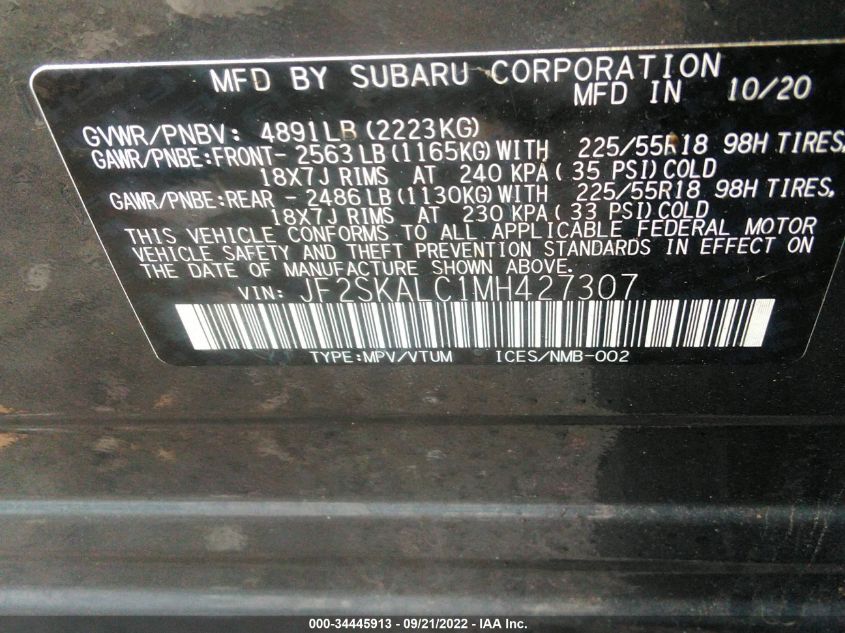 MFD BY SUBARU CORPORATION
MFD IN 10/20
GVWR/PNBV: 4891LB(2223KG)
GAWR/PNBE:FRONT- 2563LB(1165KG)WITH 225/55R18 98H TIRES,
18X7J RIMS AT 240 KPA(35 PSI)COLD
GAWR/PNBE:REAR - 2486LB(1130KG)WITH 225/55R18 98H TIRES,
18X7J RIMS AT 230 KPA(33 PSI)COLD
THIS VEHICLE CONFORMS TO ALL APPLICABLE FEDERAL MOTOR
VEHICLE SAFETY AND THEFT PREVENTION STANDARDS IN EFFECT ON
THE DATE OF MANUFACTURE SHOWN ABOVE.
VIN: JF2SKALC1MH427307
TYPE:MPV/VTUM ICES/NMB-002
000-34445913 - 09/21/2022 - IAA Inc.